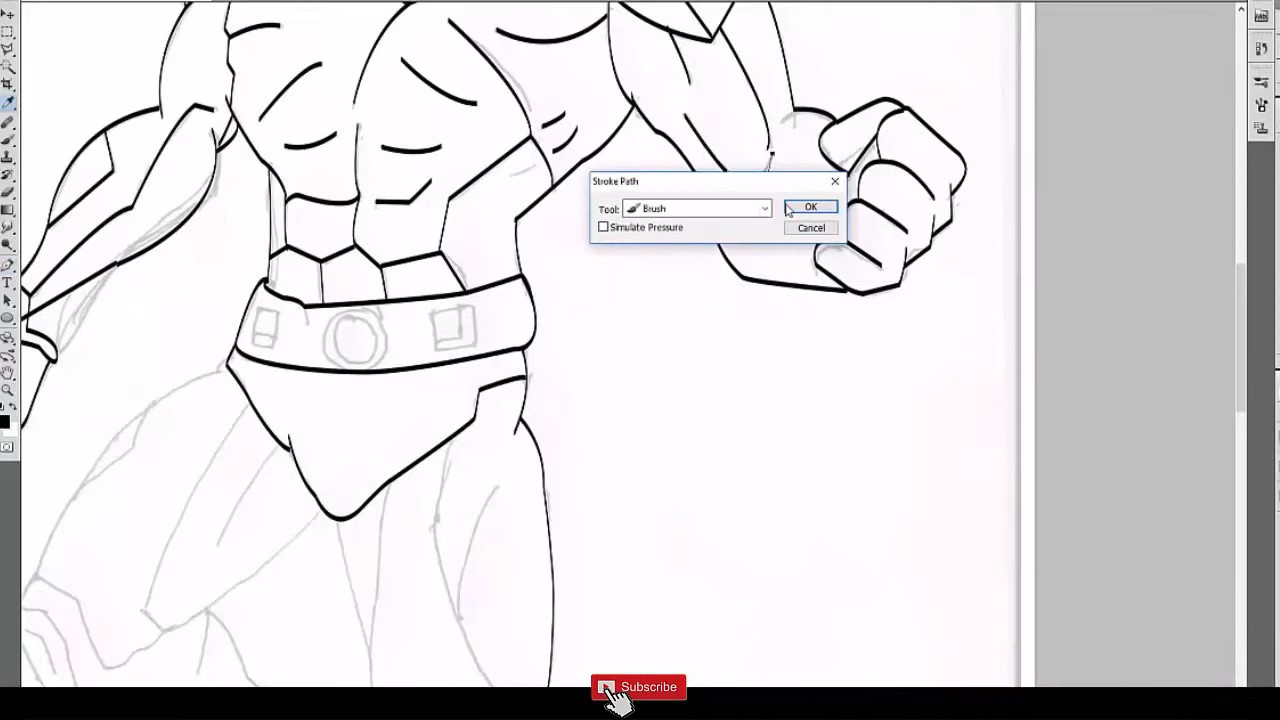 Stroke Path
Tool: Brush
OK
Simulate Pressure
Cancel
T
Subscribe